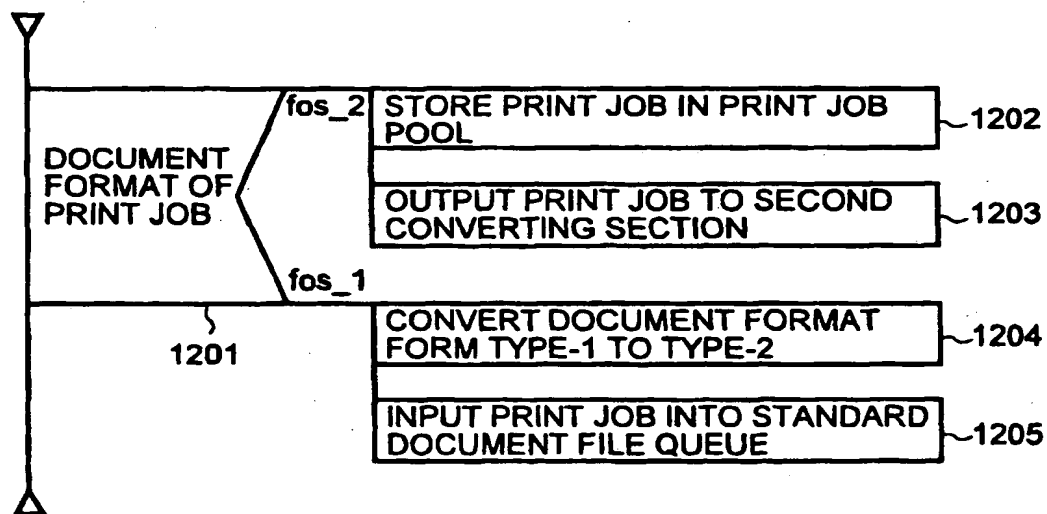 fos_2
STORE PRINT JOB IN PRINT JOB
POOL
1202
DOCUMENT
FORMAT OF
PRINT JOB
OUTPUT PRINT JOB TO SECOND
CONVERTING SECTION
1203
fos_1
1201
CONVERT DOCUMENT FORMAT
FORM TYPE-1 TO TYPE-2
1204
INPUT PRINT JOB INTO STANDARD
DOCUMENT FILE QUEUE
1205